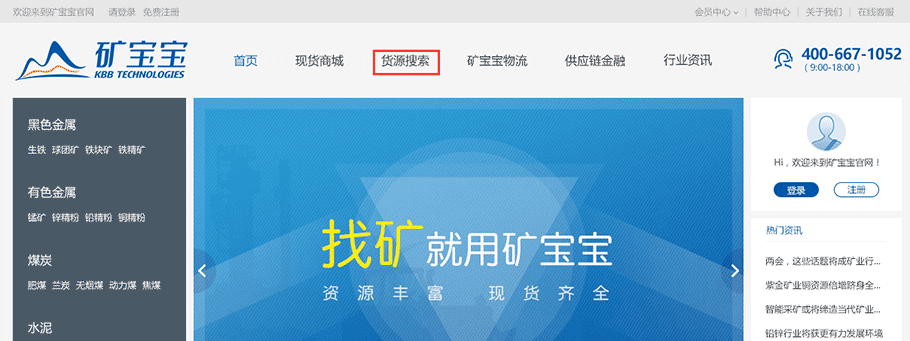 欢迎来到矿宝宝官网 请登录 免费注册 会员中心 帮助中心 关于我们 在线客服
矿宝宝
KBB TECHNOLOGIES
首页 现货商城 货源搜索 矿宝宝物流 供应链金融 行业资讯
400-667-1052
(9:00-18:00)
黑色金属
生铁 球团矿 铁块矿 铁精矿
有色金属
锰矿 锌精粉 铅精粉 铜精粉
煤炭
肥煤 兰炭 无烟煤 动力煤 焦煤
水泥
找矿就用矿宝宝
资源丰富 现货齐全
Hi，欢迎来到矿宝宝官网！
登录 注册
热门资讯
两会，这些话题将成矿业行...
紫金矿业铜资源倍增跻身全...
智能采矿或将缔造当代矿业...
铅锌行业将获更有力发展环境